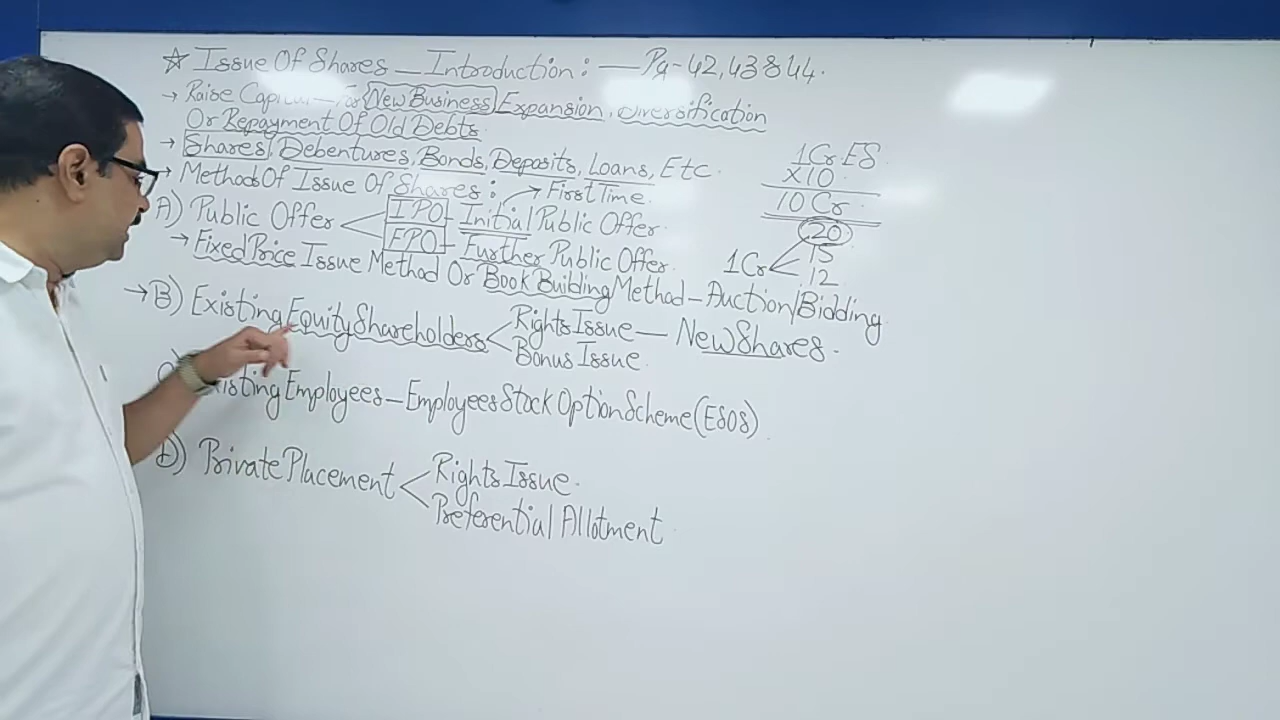 ☆ Issue Of Shares — Introduction: — Pg-42,43&44.
→ Raise Capital — For New Business, Expansion, Diversification
Or Repayment Of Old Debts
→ Shares, Debentures, Bonds, Deposits, Loans, Etc.
→ Methods Of Issue Of Shares:
→ First Time.
A) Public Offer
IPO - Initial Public Offer.
FPO - Further Public Offer.
→ Fixed Price Issue Method Or Book Building Method - Auction/Bidding
→ B) Existing Equity Shareholders
Rights Issue — New Shares.
Bonus Issue.
Existing Employees — Employees Stock Option Scheme (ESOS)
D) Private Placement
Rights Issue.
Preferential Allotment
1 Cr ES
X10
10 Cr.
20
1 Cr
15
12